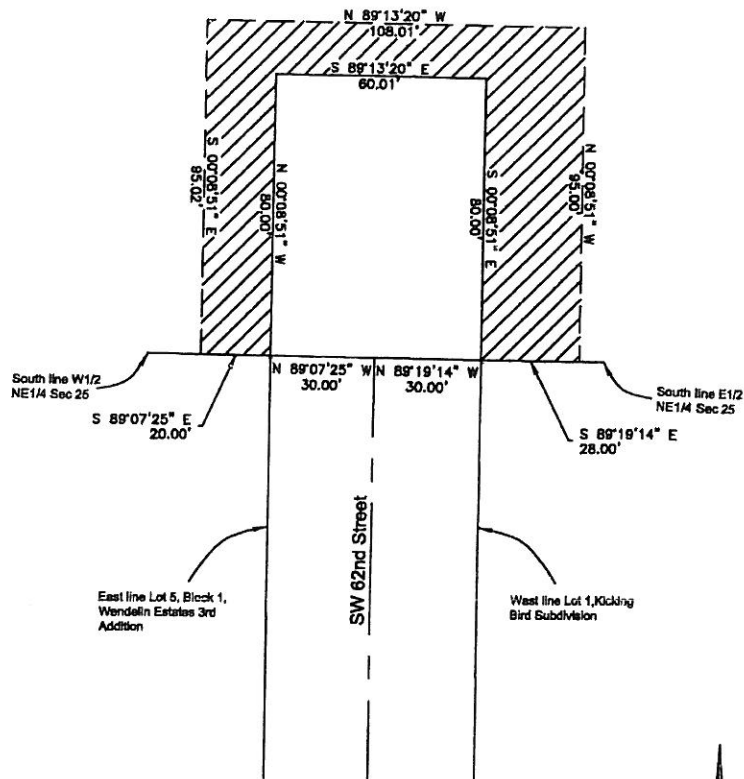 N 89°13'20" W
108.01'
S 89°13'20" E
60.01'
S 00°08'51" E
95.02'
N 00°08'51" W
80.00'
S 00°08'51" E
80.00'
N 00°08'51" W
95.00'
South line W1/2
NE1/4 Sec 25
S 89°07'25" E
20.00'
N 89°07'25" W
30.00'
N 89°19'14" W
30.00'
South line E1/2
NE1/4 Sec 25
S 89°19'14" E
28.00'
SW 62nd Street
East line Lot 5, Block 1,
Wendelin Estates 3rd
Addition
West line Lot 1,Kicking
Bird Subdivision